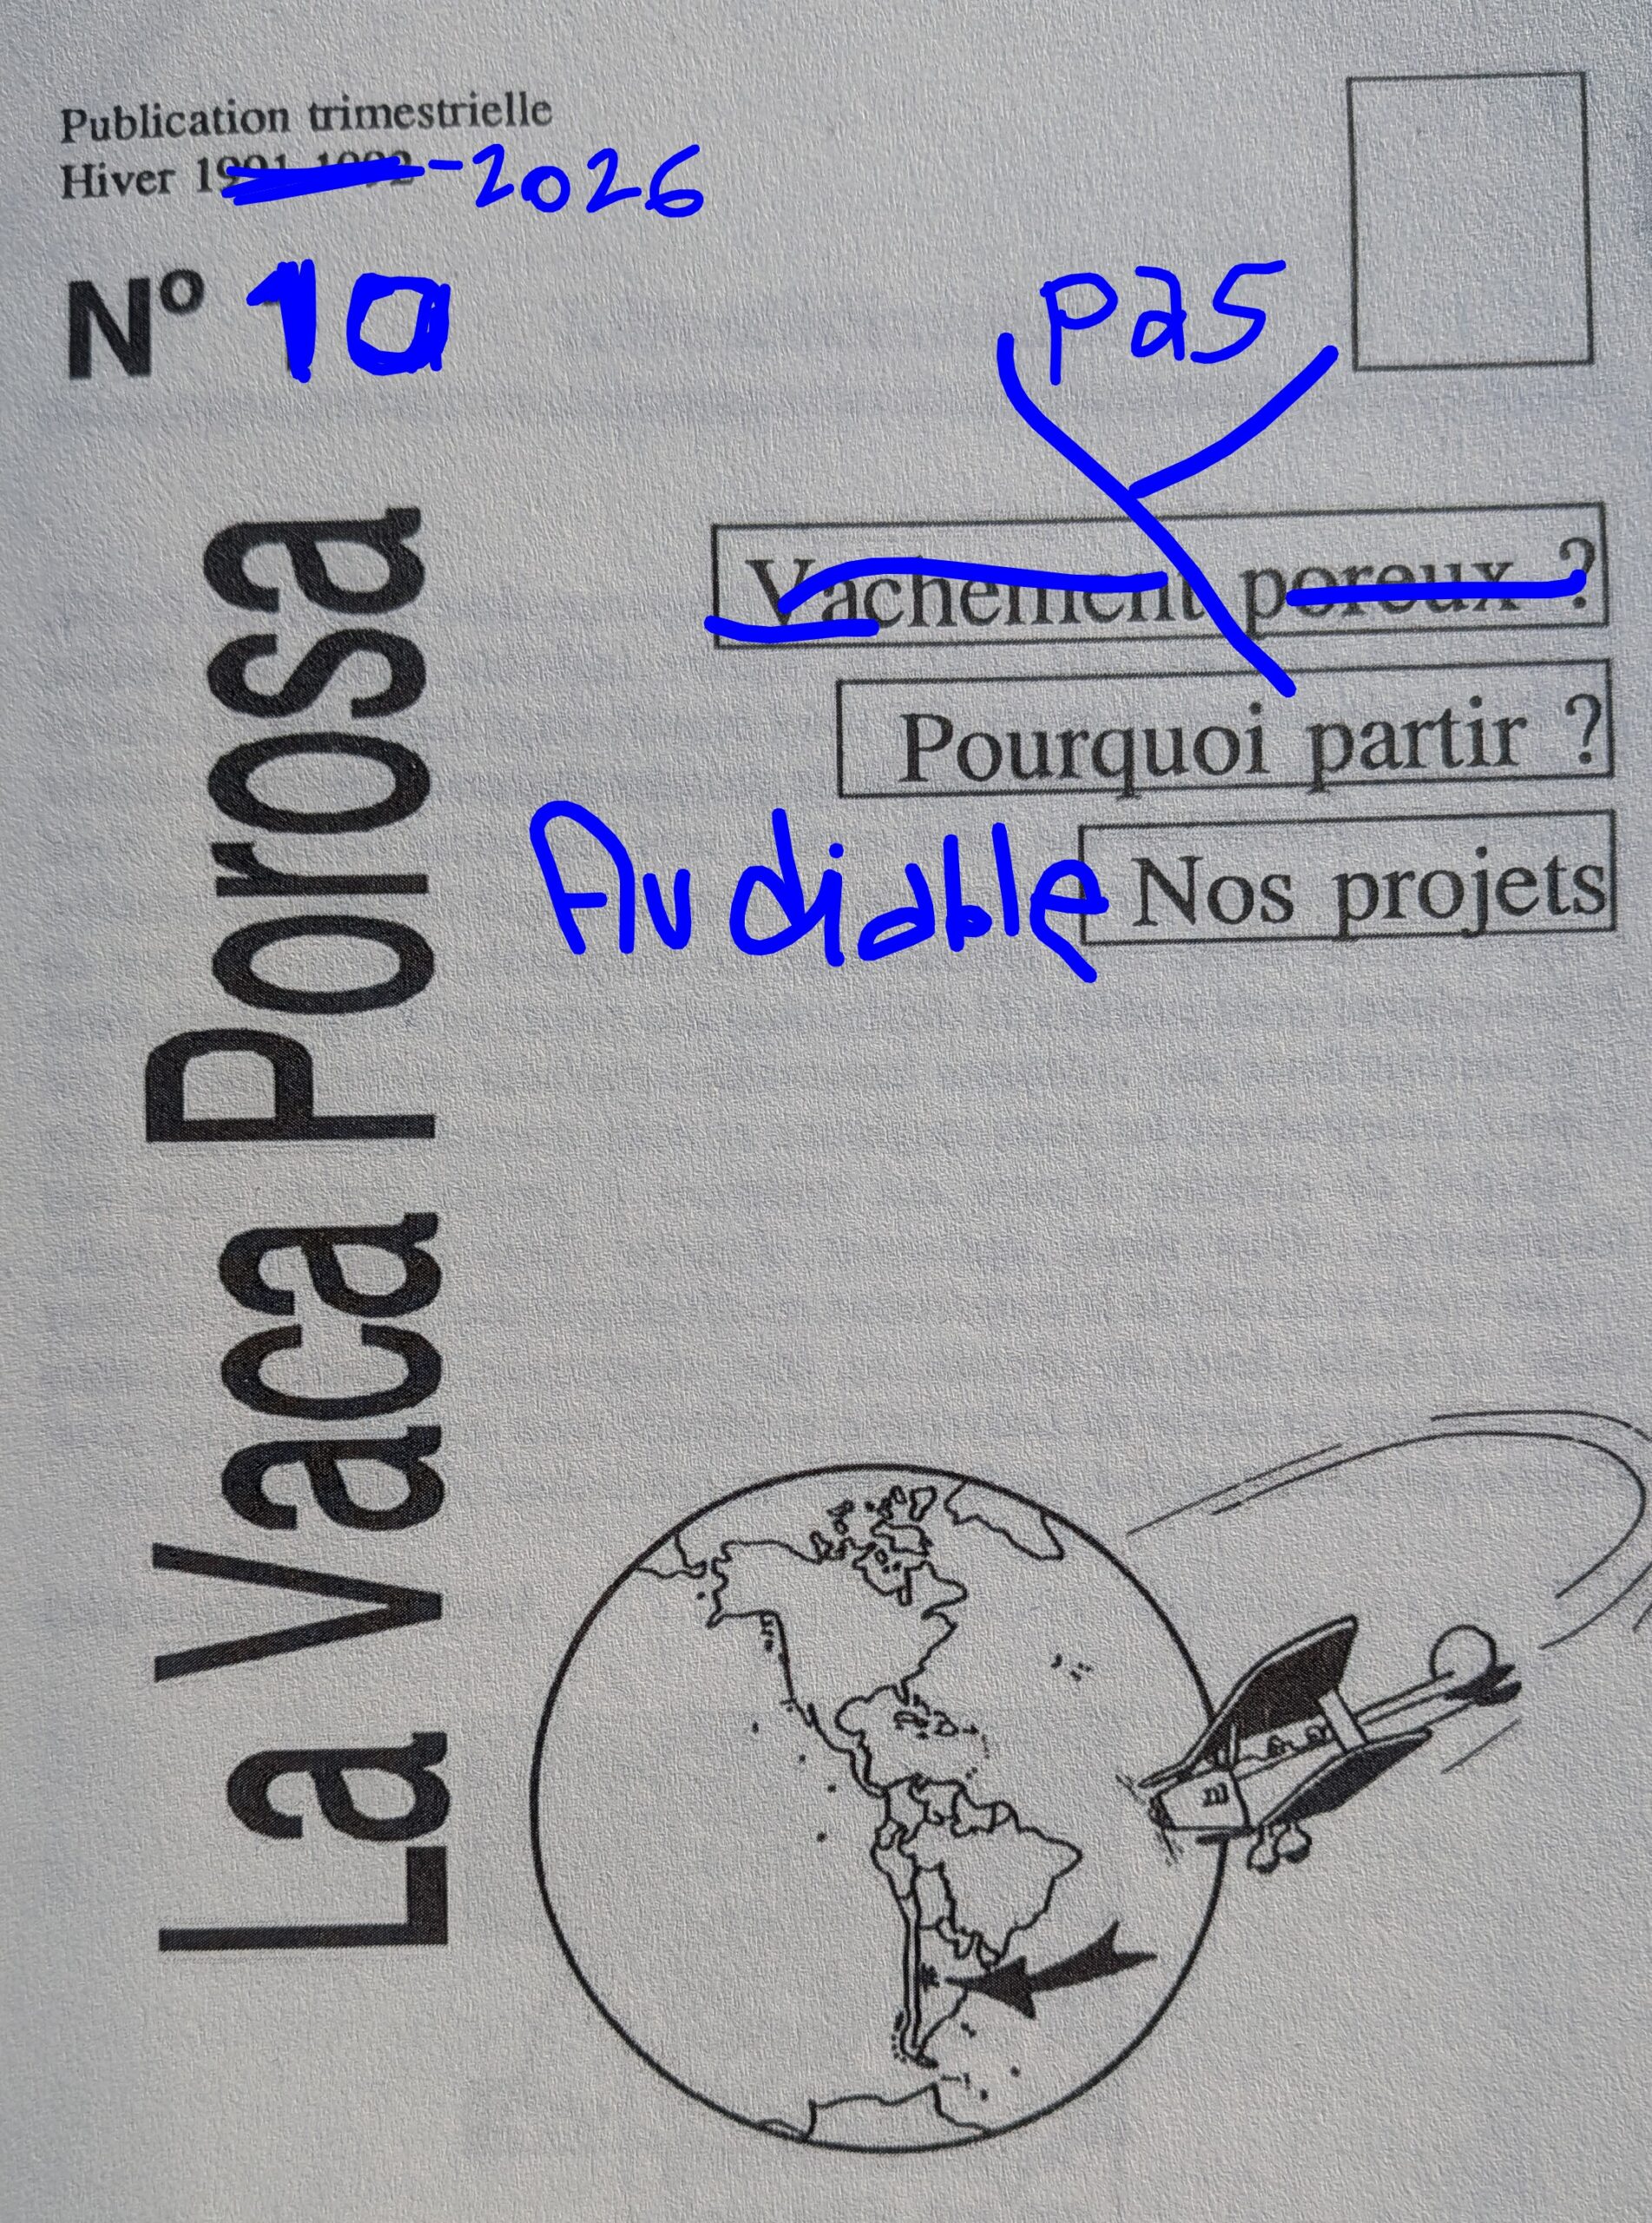 Publication trimestrielle
Hiver 1991-1992 -2026
Nº 10
pas
Vachement poreux ?
Pourquoi partir ?
Au diable Nos projets
La Vaca Porosa